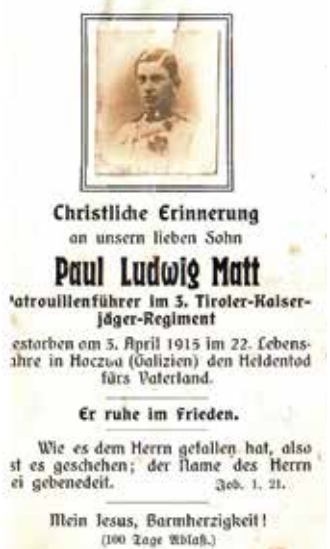 Christliche Erinnerung
an unsern lieben Sohn
Paul Ludwig Matt
atrouillenführer im 3. Tiroler-Kaiser-
jäger-Regiment
estorben am 3. April 1915 im 22. Lebens-
ahre in Hoczwa (Galizien) den Heldentod
fürs Vaterland.
Er ruhe im Frieden.
Wie es dem Herrn gefallen hat, also
st es geschehen; der Name des Herrn
ei gebenedeit. Job. 1. 21.
Mein Jesus, Barmherzigkeit!
(100 Tage Ablaß.)